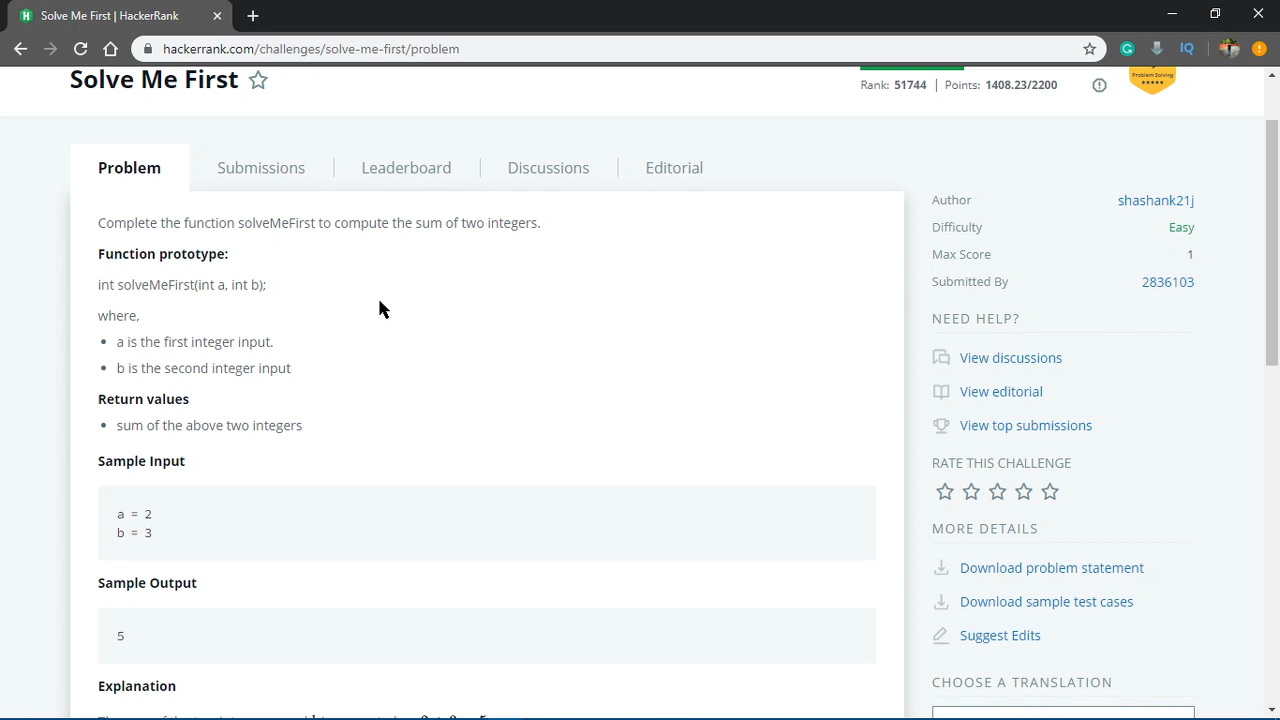 Solve Me First | HackerRank
hackerrank.com/challenges/solve-me-first/problem
Solve Me First
Rank: 51744 | Points: 1408.23/2200
Problem Solving
Problem
Submissions
Leaderboard
Discussions
Editorial
Complete the function solveMeFirst to compute the sum of two integers.
Function prototype:
int solveMeFirst(int a, int b);
where,
• a is the first integer input.
• b is the second integer input
Return values
• sum of the above two integers
Sample Input
a = 2
b = 3
Sample Output
5
Explanation
Author shashank21j
Difficulty Easy
Max Score 1
Submitted By 2836103
NEED HELP?
View discussions
View editorial
View top submissions
RATE THIS CHALLENGE
MORE DETAILS
Download problem statement
Download sample test cases
Suggest Edits
CHOOSE A TRANSLATION